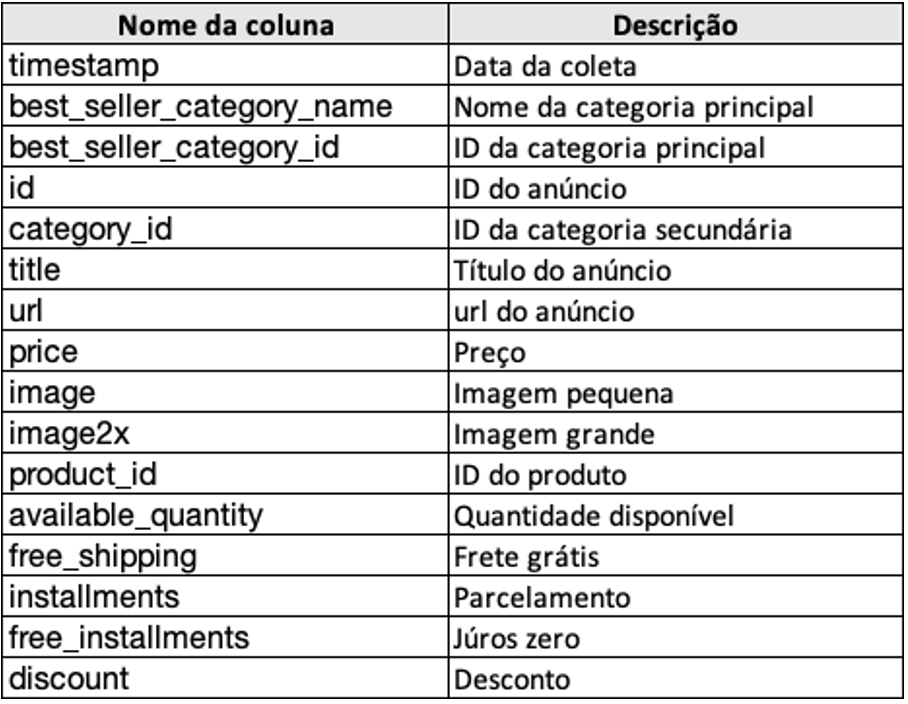 Nome da coluna Descrição
timestamp Data da coleta
best_seller_category_name Nome da categoria principal
best_seller_category_id ID da categoria principal
id ID do anúncio
category_id ID da categoria secundária
title Título do anúncio
url url do anúncio
price Preço
image Imagem pequena
image2x Imagem grande
product_id ID do produto
available_quantity Quantidade disponível
free_shipping Frete grátis
installments Parcelamento
free_installments Júros zero
discount Desconto